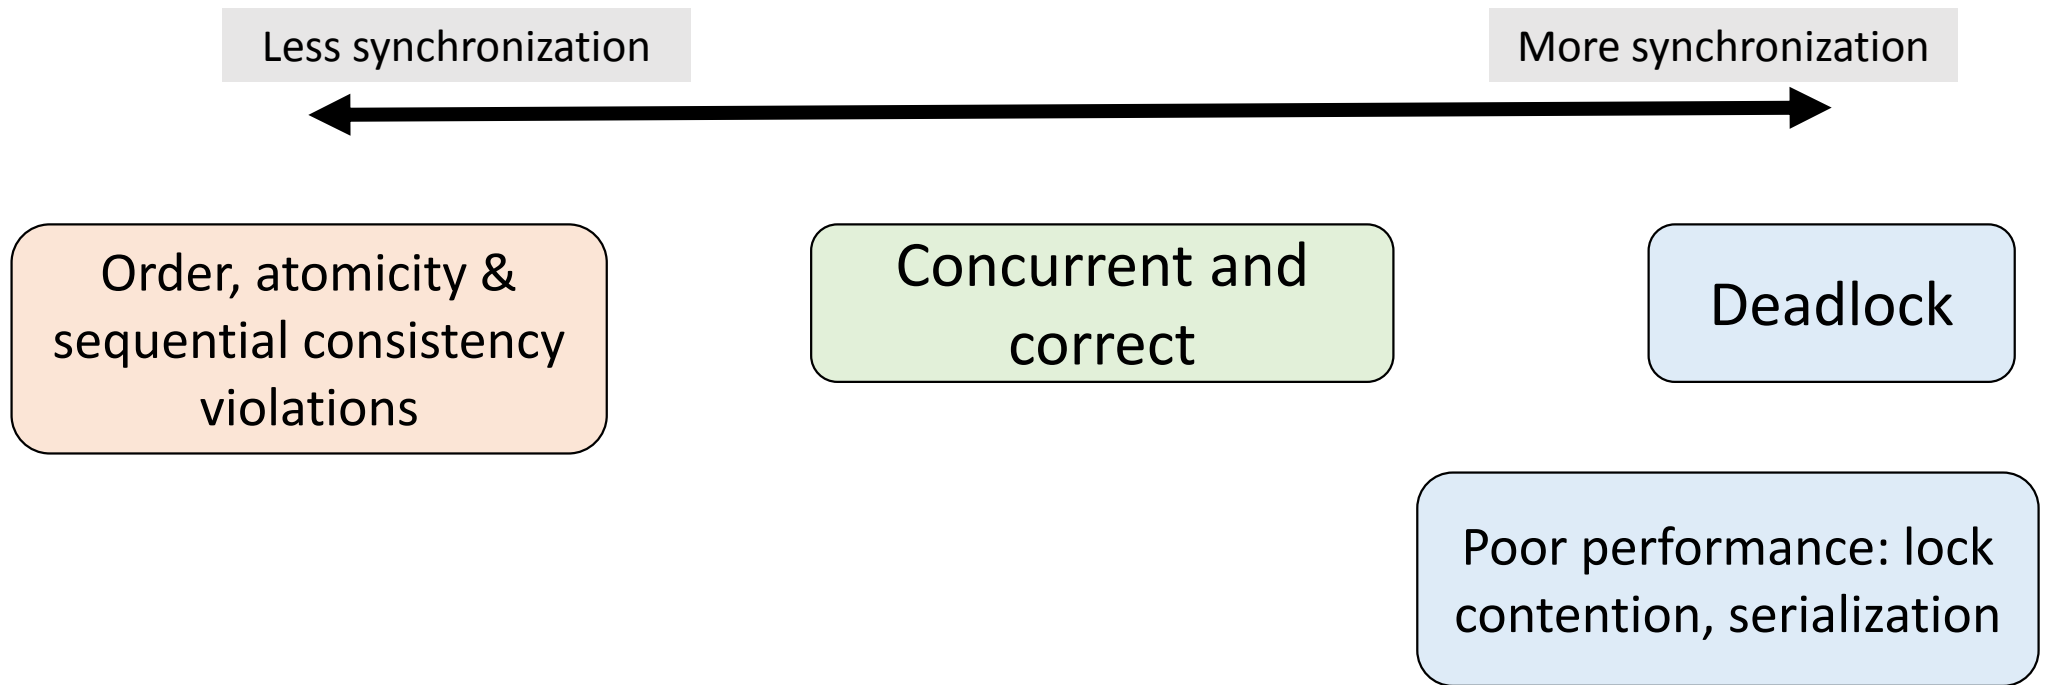 Less synchronization
More synchronization
Order, atomicity &
sequential consistency
violations
Concurrent and
correct
Deadlock
Poor performance: lock
contention, serialization